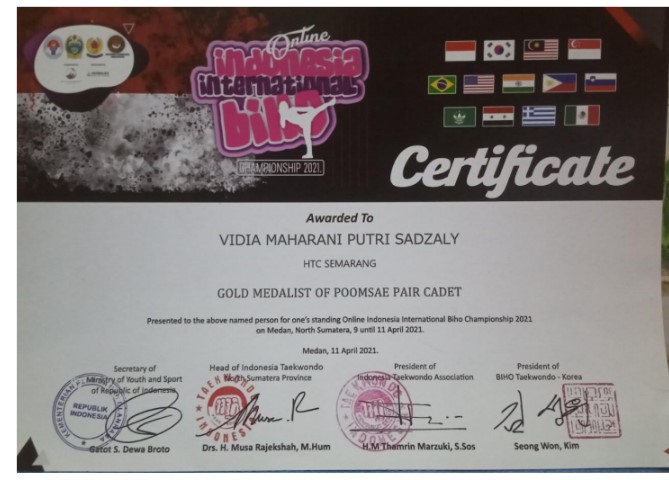 Online
indonesia
international
biho
CHAMPIONSHIP 2021.
Certificate
Awarded To
VIDIA MAHARANI PUTRI SADZALY
HTC SEMARANG
GOLD MEDALIST OF POOMSAE PAIR CADET
Presented to the above named person for one's standing Online Indonesia International Biho Championship 2021
on Medan, North Sumatera, 9 until 11 April 2021.
Medan, 11 April 2021.
Secretary of
Ministry of Youth and Sport
of Republic of Indonesia
REPUBLIK
INDONESIA
Gatot S. Dewa Broto
Head of Indonesia Taekwondo
North Sumatera Province
TAEKWONDO
INDONESIA
Drs. H. Musa Rajekshah, M.Hum
President of
Indonesia Taekwondo Association
H.M Thamrin Marzuki, S.Sos
President of
BIHO Taekwondo - Korea
Seong Won, Kim